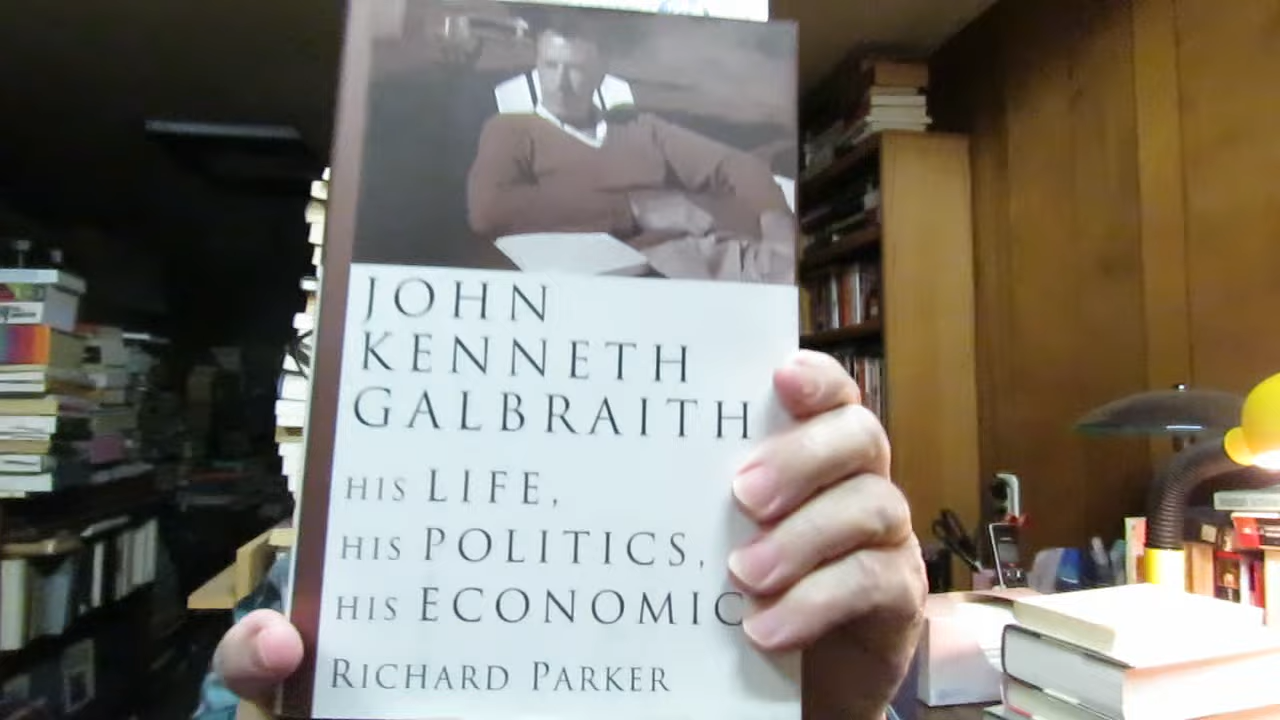 JOHN
KENNETH
GALBRAITH
HIS LIFE,
HIS POLITICS,
HIS ECONOMIC
RICHARD PARKER